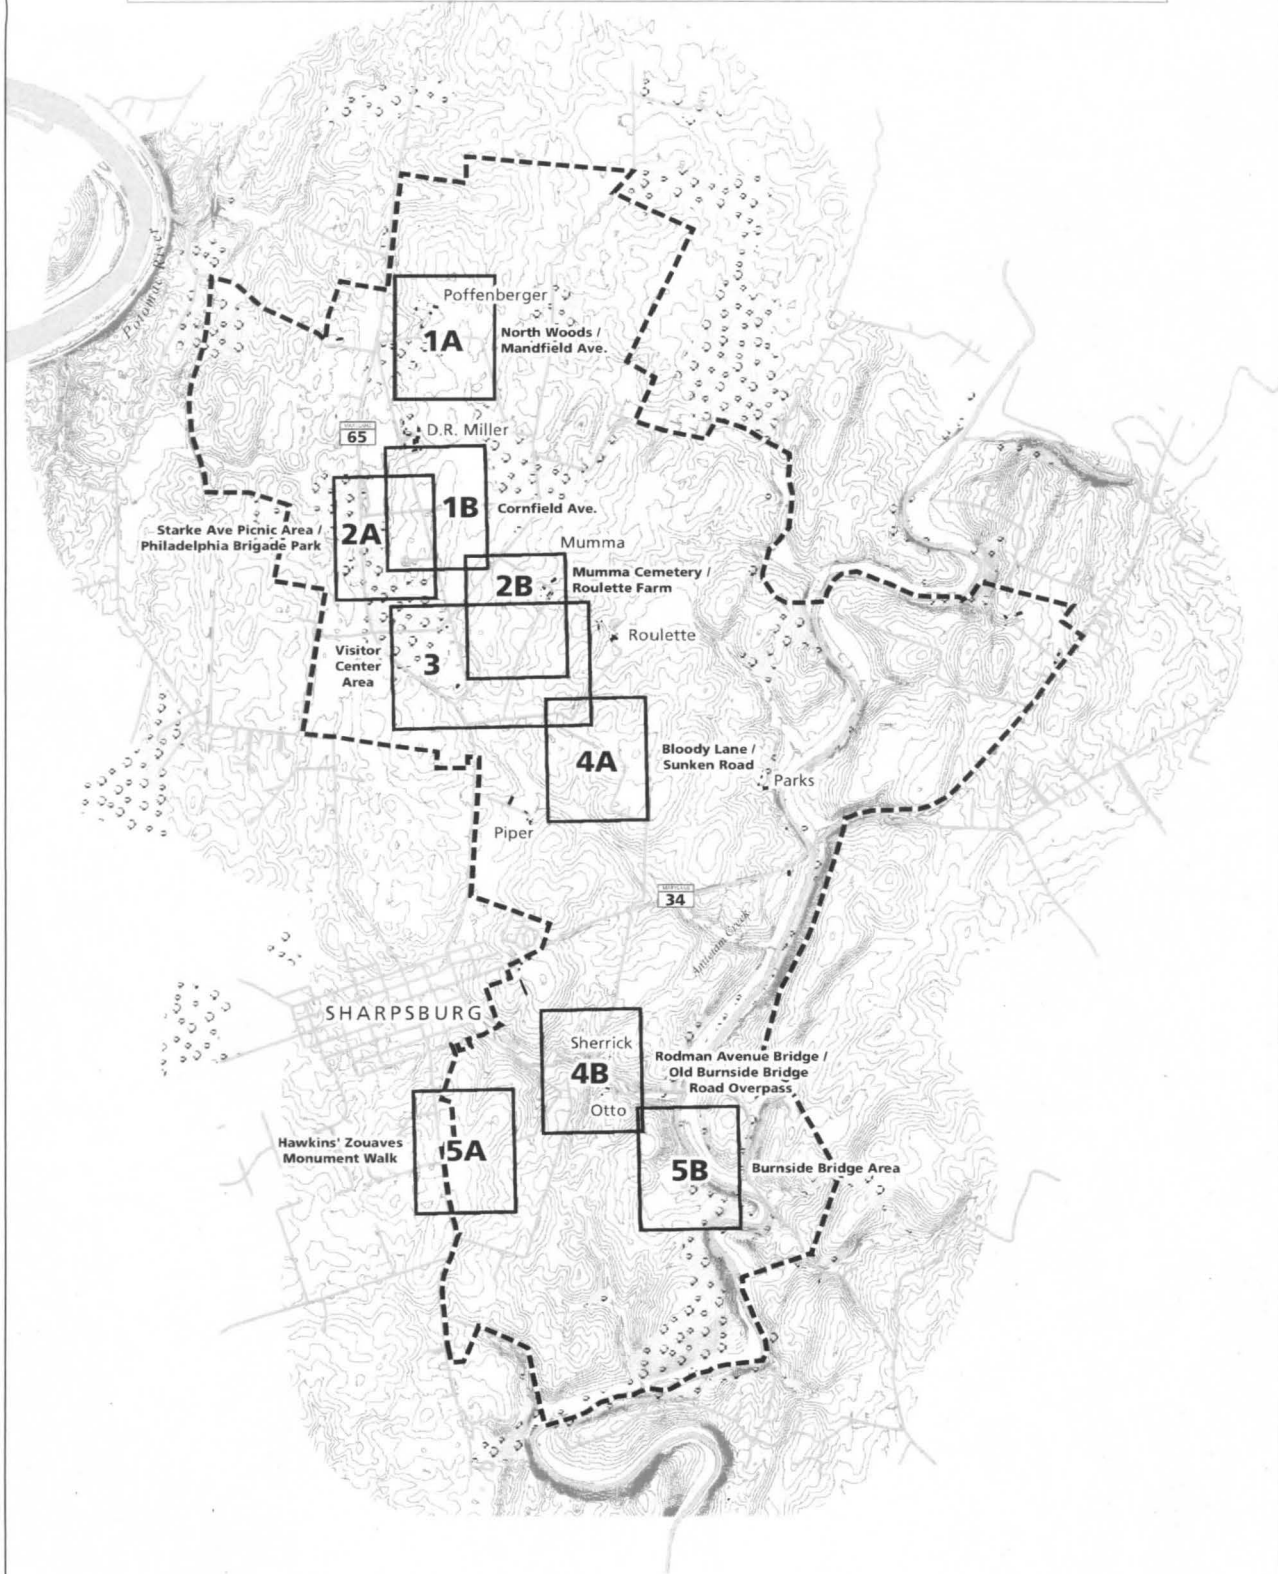 Potomac River
Poffenberger
1A
North Woods /
Mandfield Ave.
65
D.R. Miller
1B
Cornfield Ave.
Starke Ave Picnic Area /
Philadelphia Brigade Park
2A
Mumma
2B
Mumma Cemetery /
Roulette Farm
Roulette
Visitor
Center
Area
3
4A
Bloody Lane /
Sunken Road
Parks
Piper
MARYLAND
34
Antietam Creek
SHARPSBURG
Sherrick
4B
Otto
Rodman Avenue Bridge /
Old Burnside Bridge
Road Overpass
Hawkins' Zouaves
Monument Walk
5A
5B
Burnside Bridge Area